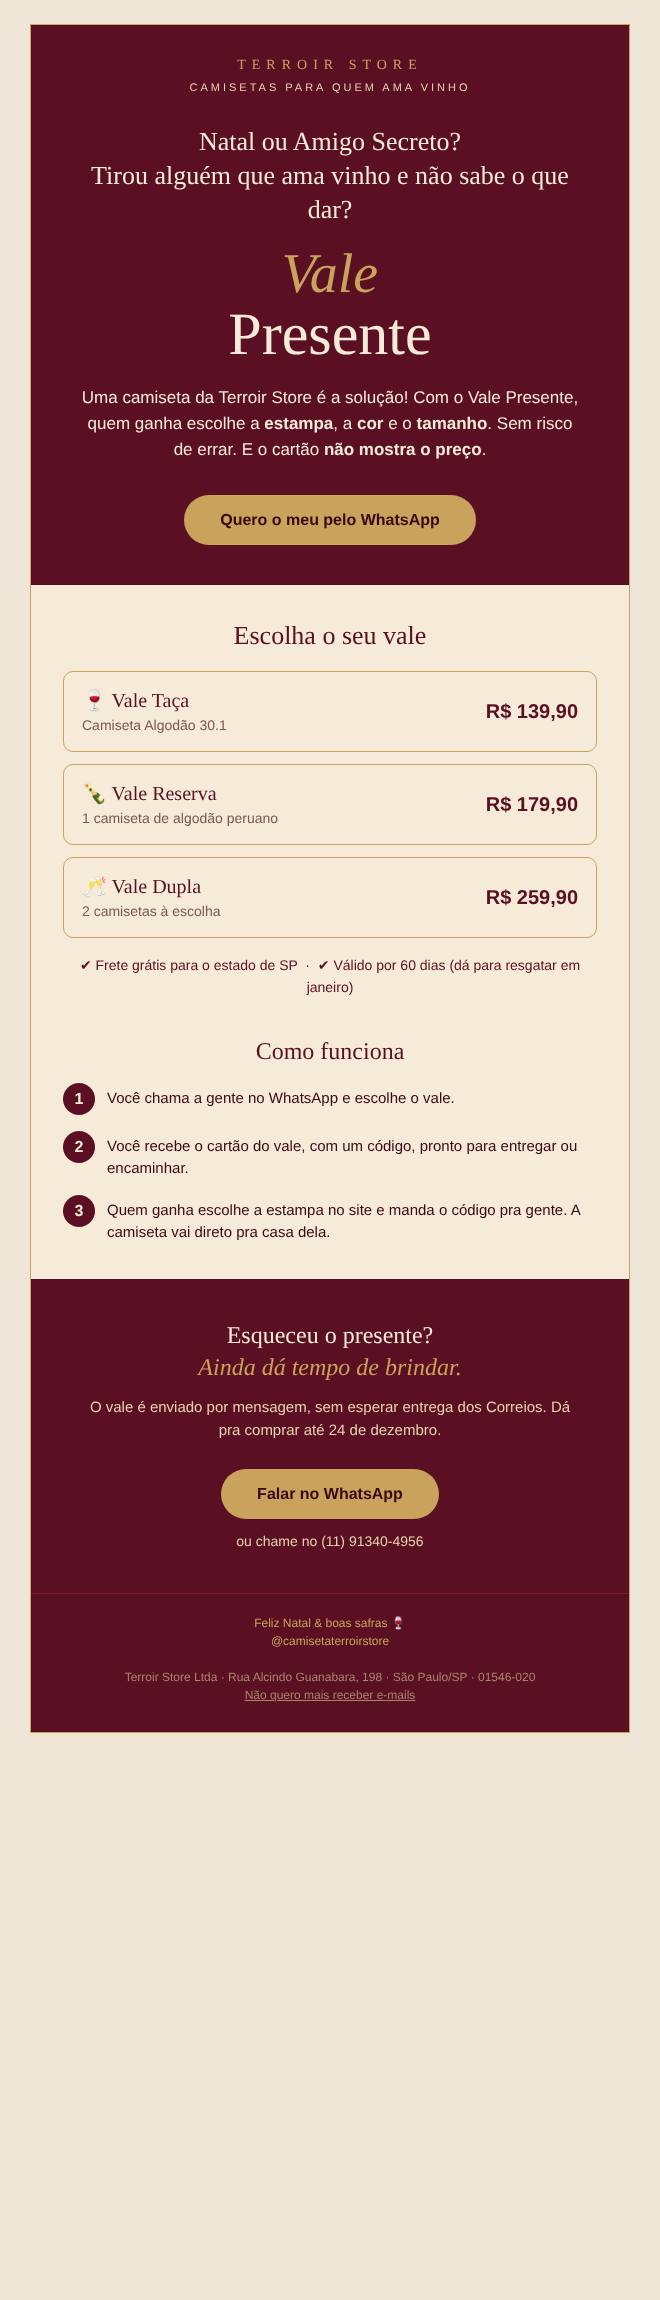 TERROIR STORE
CAMISETAS PARA QUEM AMA VINHO
Natal ou Amigo Secreto?
Tirou alguém que ama vinho e não sabe o que
dar?
Vale
Presente
Uma camiseta da Terroir Store é a solução! Com o Vale Presente,
quem ganha escolhe a estampa, a cor e o tamanho. Sem risco
de errar. E o cartão não mostra o preço.
Quero o meu pelo WhatsApp
Escolha o seu vale
🍷 Vale Taça
Camiseta Algodão 30.1
R$ 139,90
🍾 Vale Reserva
1 camiseta de algodão peruano
R$ 179,90
🥂 Vale Dupla
2 camisetas à escolha
R$ 259,90
✔ Frete grátis para o estado de SP · ✔ Válido por 60 dias (dá para resgatar em
janeiro)
Como funciona
1 Você chama a gente no WhatsApp e escolhe o vale.
2 Você recebe o cartão do vale, com um código, pronto para entregar ou
encaminhar.
3 Quem ganha escolhe a estampa no site e manda o código pra gente. A
camiseta vai direto pra casa dela.
Esqueceu o presente?
Ainda dá tempo de brindar.
O vale é enviado por mensagem, sem esperar entrega dos Correios. Dá
pra comprar até 24 de dezembro.
Falar no WhatsApp
ou chame no (11) 91340-4956
Feliz Natal & boas safras 🍷
@camisetaterroirstore
Terroir Store Ltda · Rua Alcindo Guanabara, 198 · São Paulo/SP · 01546-020
Não quero mais receber e-mails